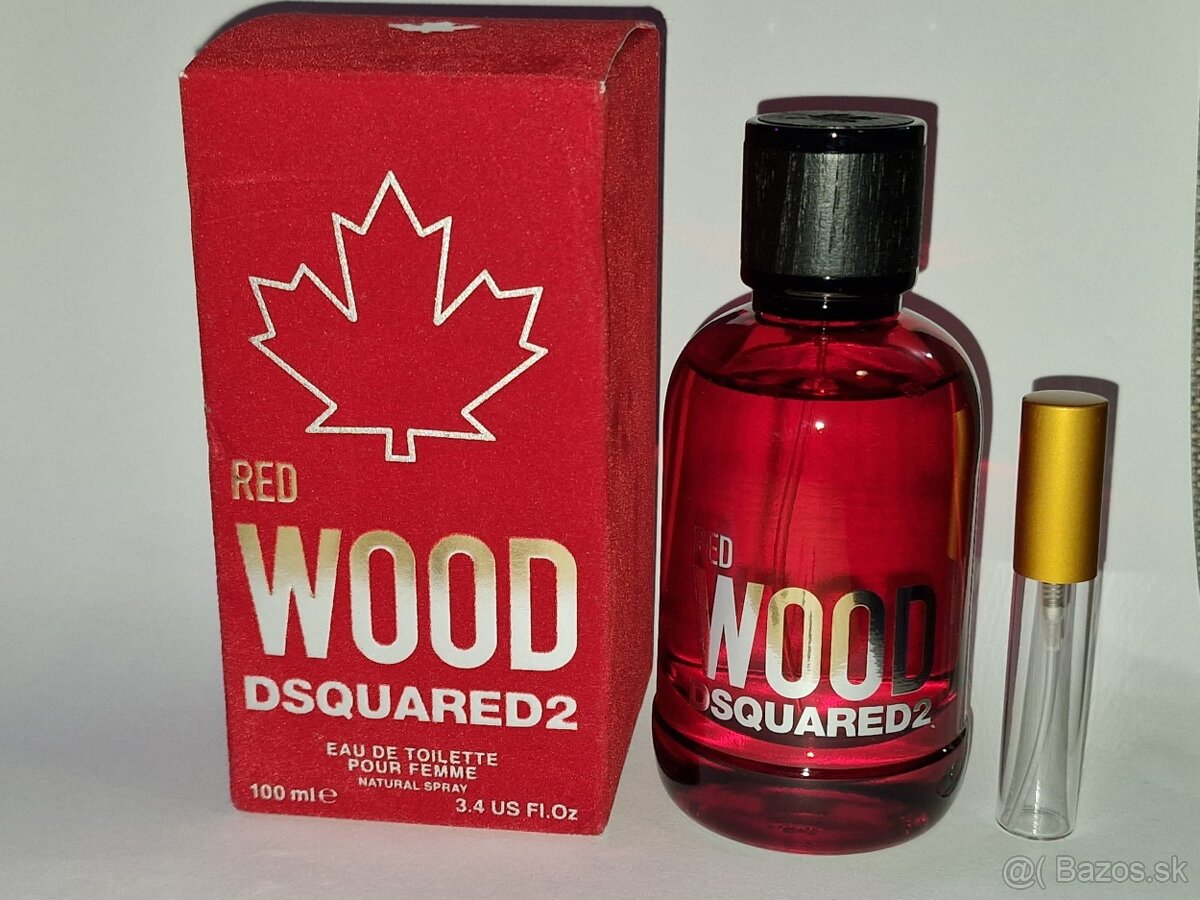 RED
WOOD
DSQUARED2
EAU DE TOILETTE
POUR FEMME
NATURAL SPRAY
100 ml e
3.4 US Fl.Oz
RED
WOOD
DSQUARED2
@( Bazos.sk